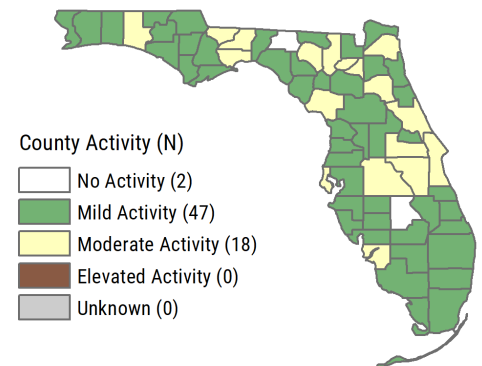 County Activity (N)
No Activity (2)
Mild Activity (47)
Moderate Activity (18)
Elevated Activity (0)
Unknown (0)